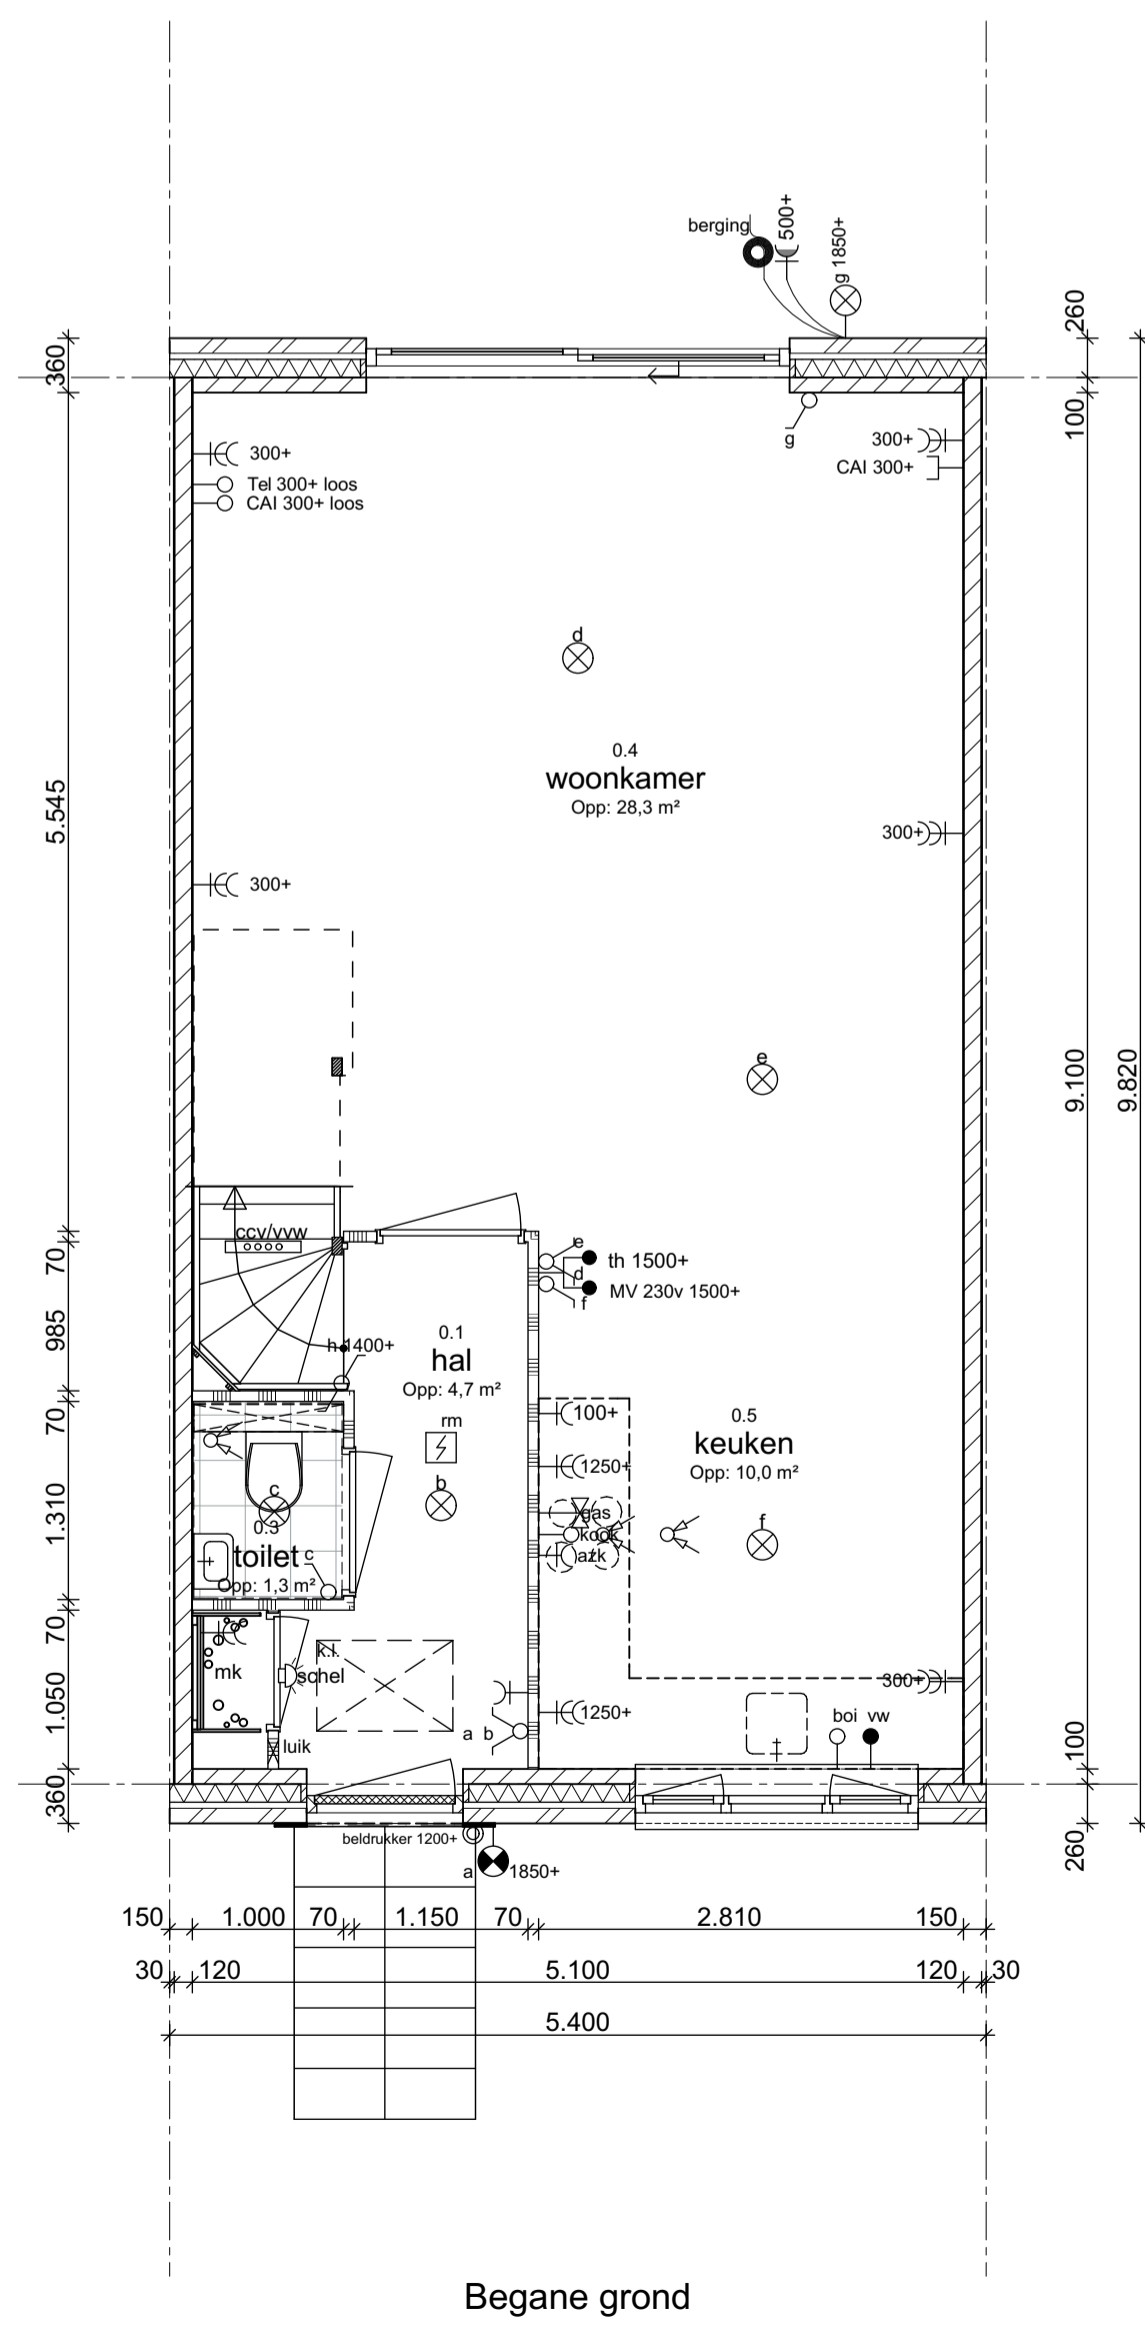 berging
500+
g 1850+
260
360
100
g
300+
300+
CAI 300+
Tel 300+ loos
CAI 300+ loos
d
0.4
woonkamer
Opp: 28,3 m²
5.545
300+
300+
e
9.100
9.820
ccv/vvw
70
e
d
f
th 1500+
MV 230v 1500+
985
h 1400+
0.1
hal
Opp: 4,7 m²
70
rm
b
100+
0.5
keuken
Opp: 10,0 m²
1250+
1.310
c
0.3
toilet
c
Opp: 1,3 m²
gas
kook
azk
f
70
k.l.
schel
mk
300+
1.050
a b
1250+
boi vw
luik
100
360
beldrukker 1200+
a
1850+
260
150 1.000 70 1.150 70 2.810 150
30 120 5.100 120 30
5.400
Begane grond